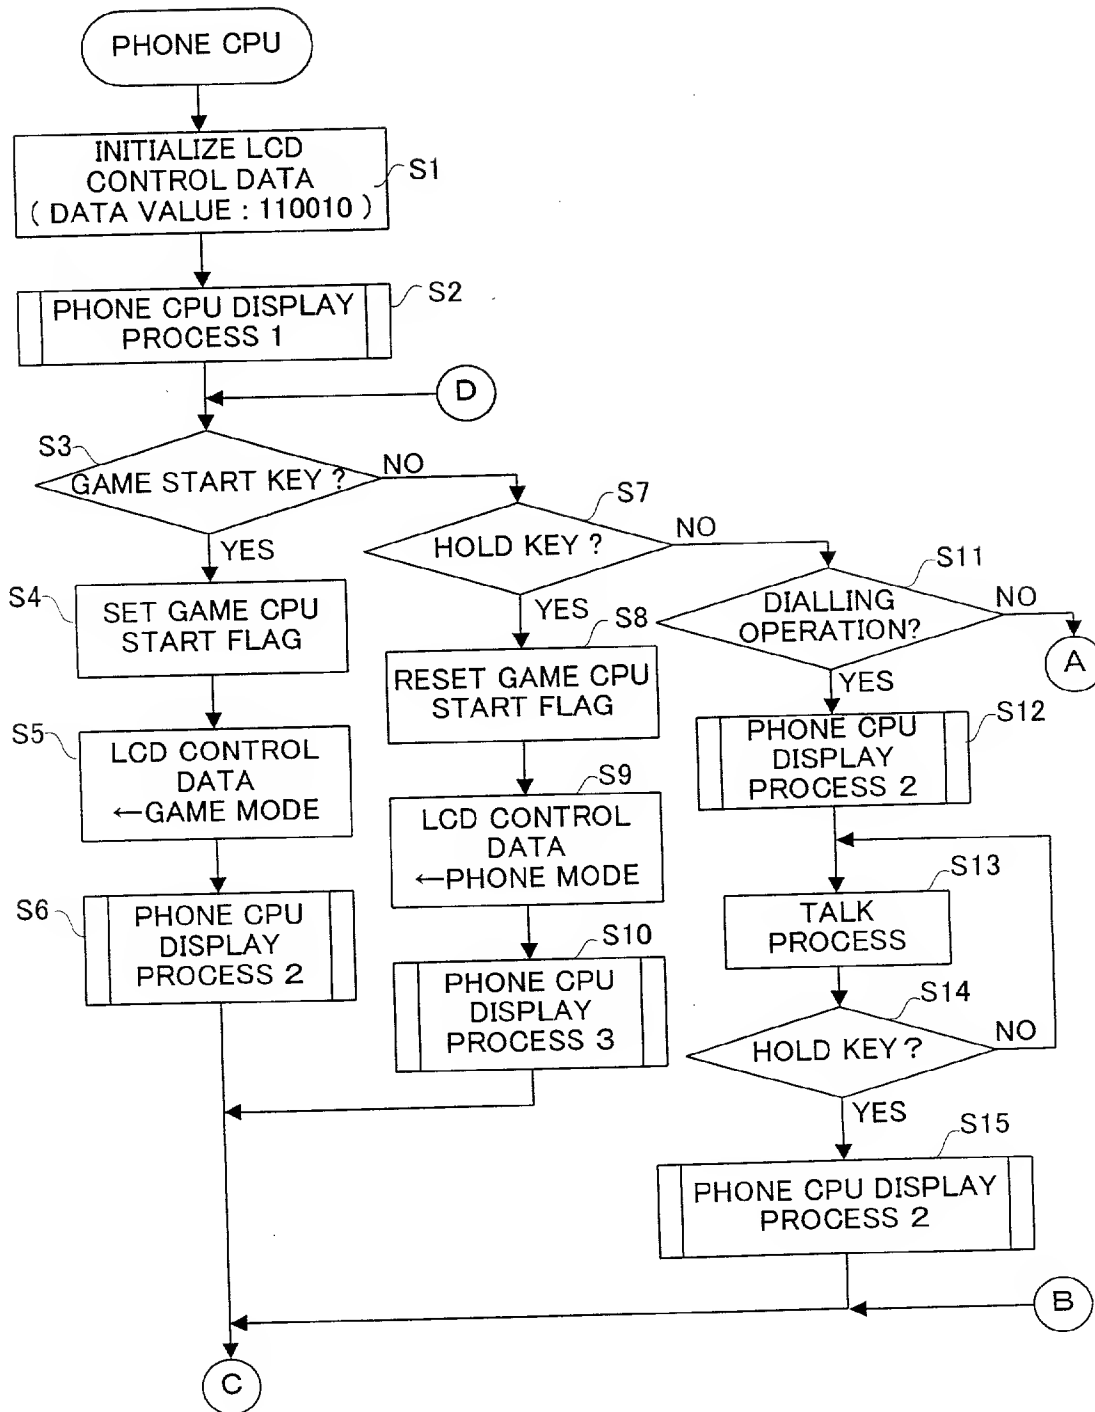 PHONE CPU
INITIALIZE LCD
CONTROL DATA
( DATA VALUE : 110010 )
S1
PHONE CPU DISPLAY
PROCESS 1
S2
D
S3
GAME START KEY ?
NO
YES
S7
HOLD KEY ?
NO
YES
S11
DIALLING
OPERATION?
NO
YES
A
S4
SET GAME CPU
START FLAG
S8
RESET GAME CPU
START FLAG
S12
PHONE CPU
DISPLAY
PROCESS 2
S5
LCD CONTROL
DATA
←GAME MODE
S9
LCD CONTROL
DATA
←PHONE MODE
S13
TALK
PROCESS
S6
PHONE CPU
DISPLAY
PROCESS 2
S10
PHONE CPU
DISPLAY
PROCESS 3
S14
HOLD KEY ?
NO
YES
S15
PHONE CPU DISPLAY
PROCESS 2
B
C